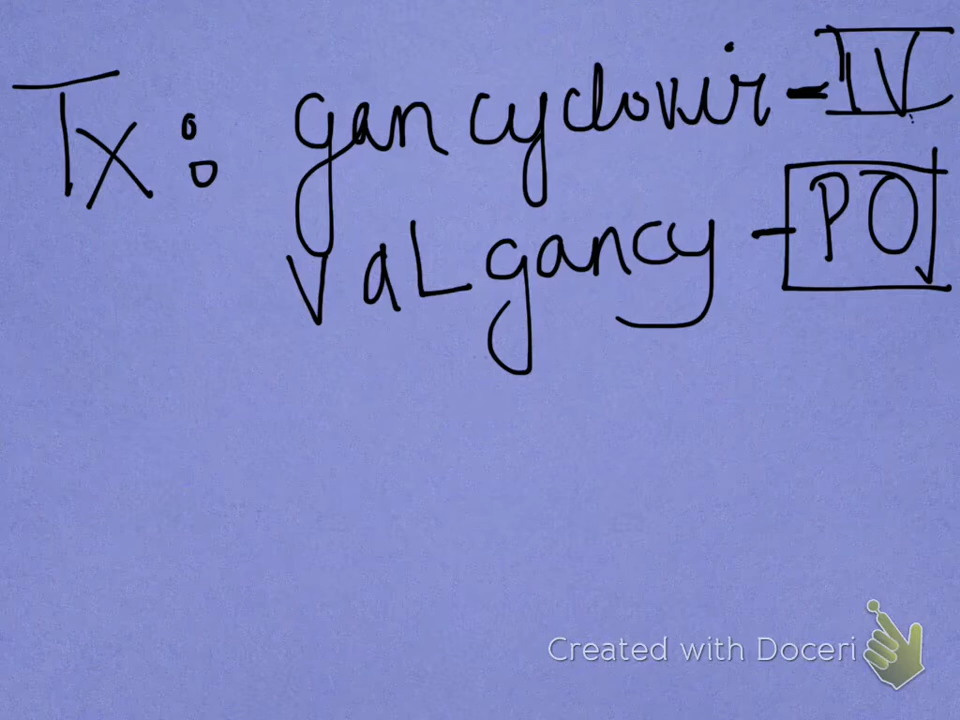 Tx: gancyclovir - IV
Valgancy - PO
Created with Doceri